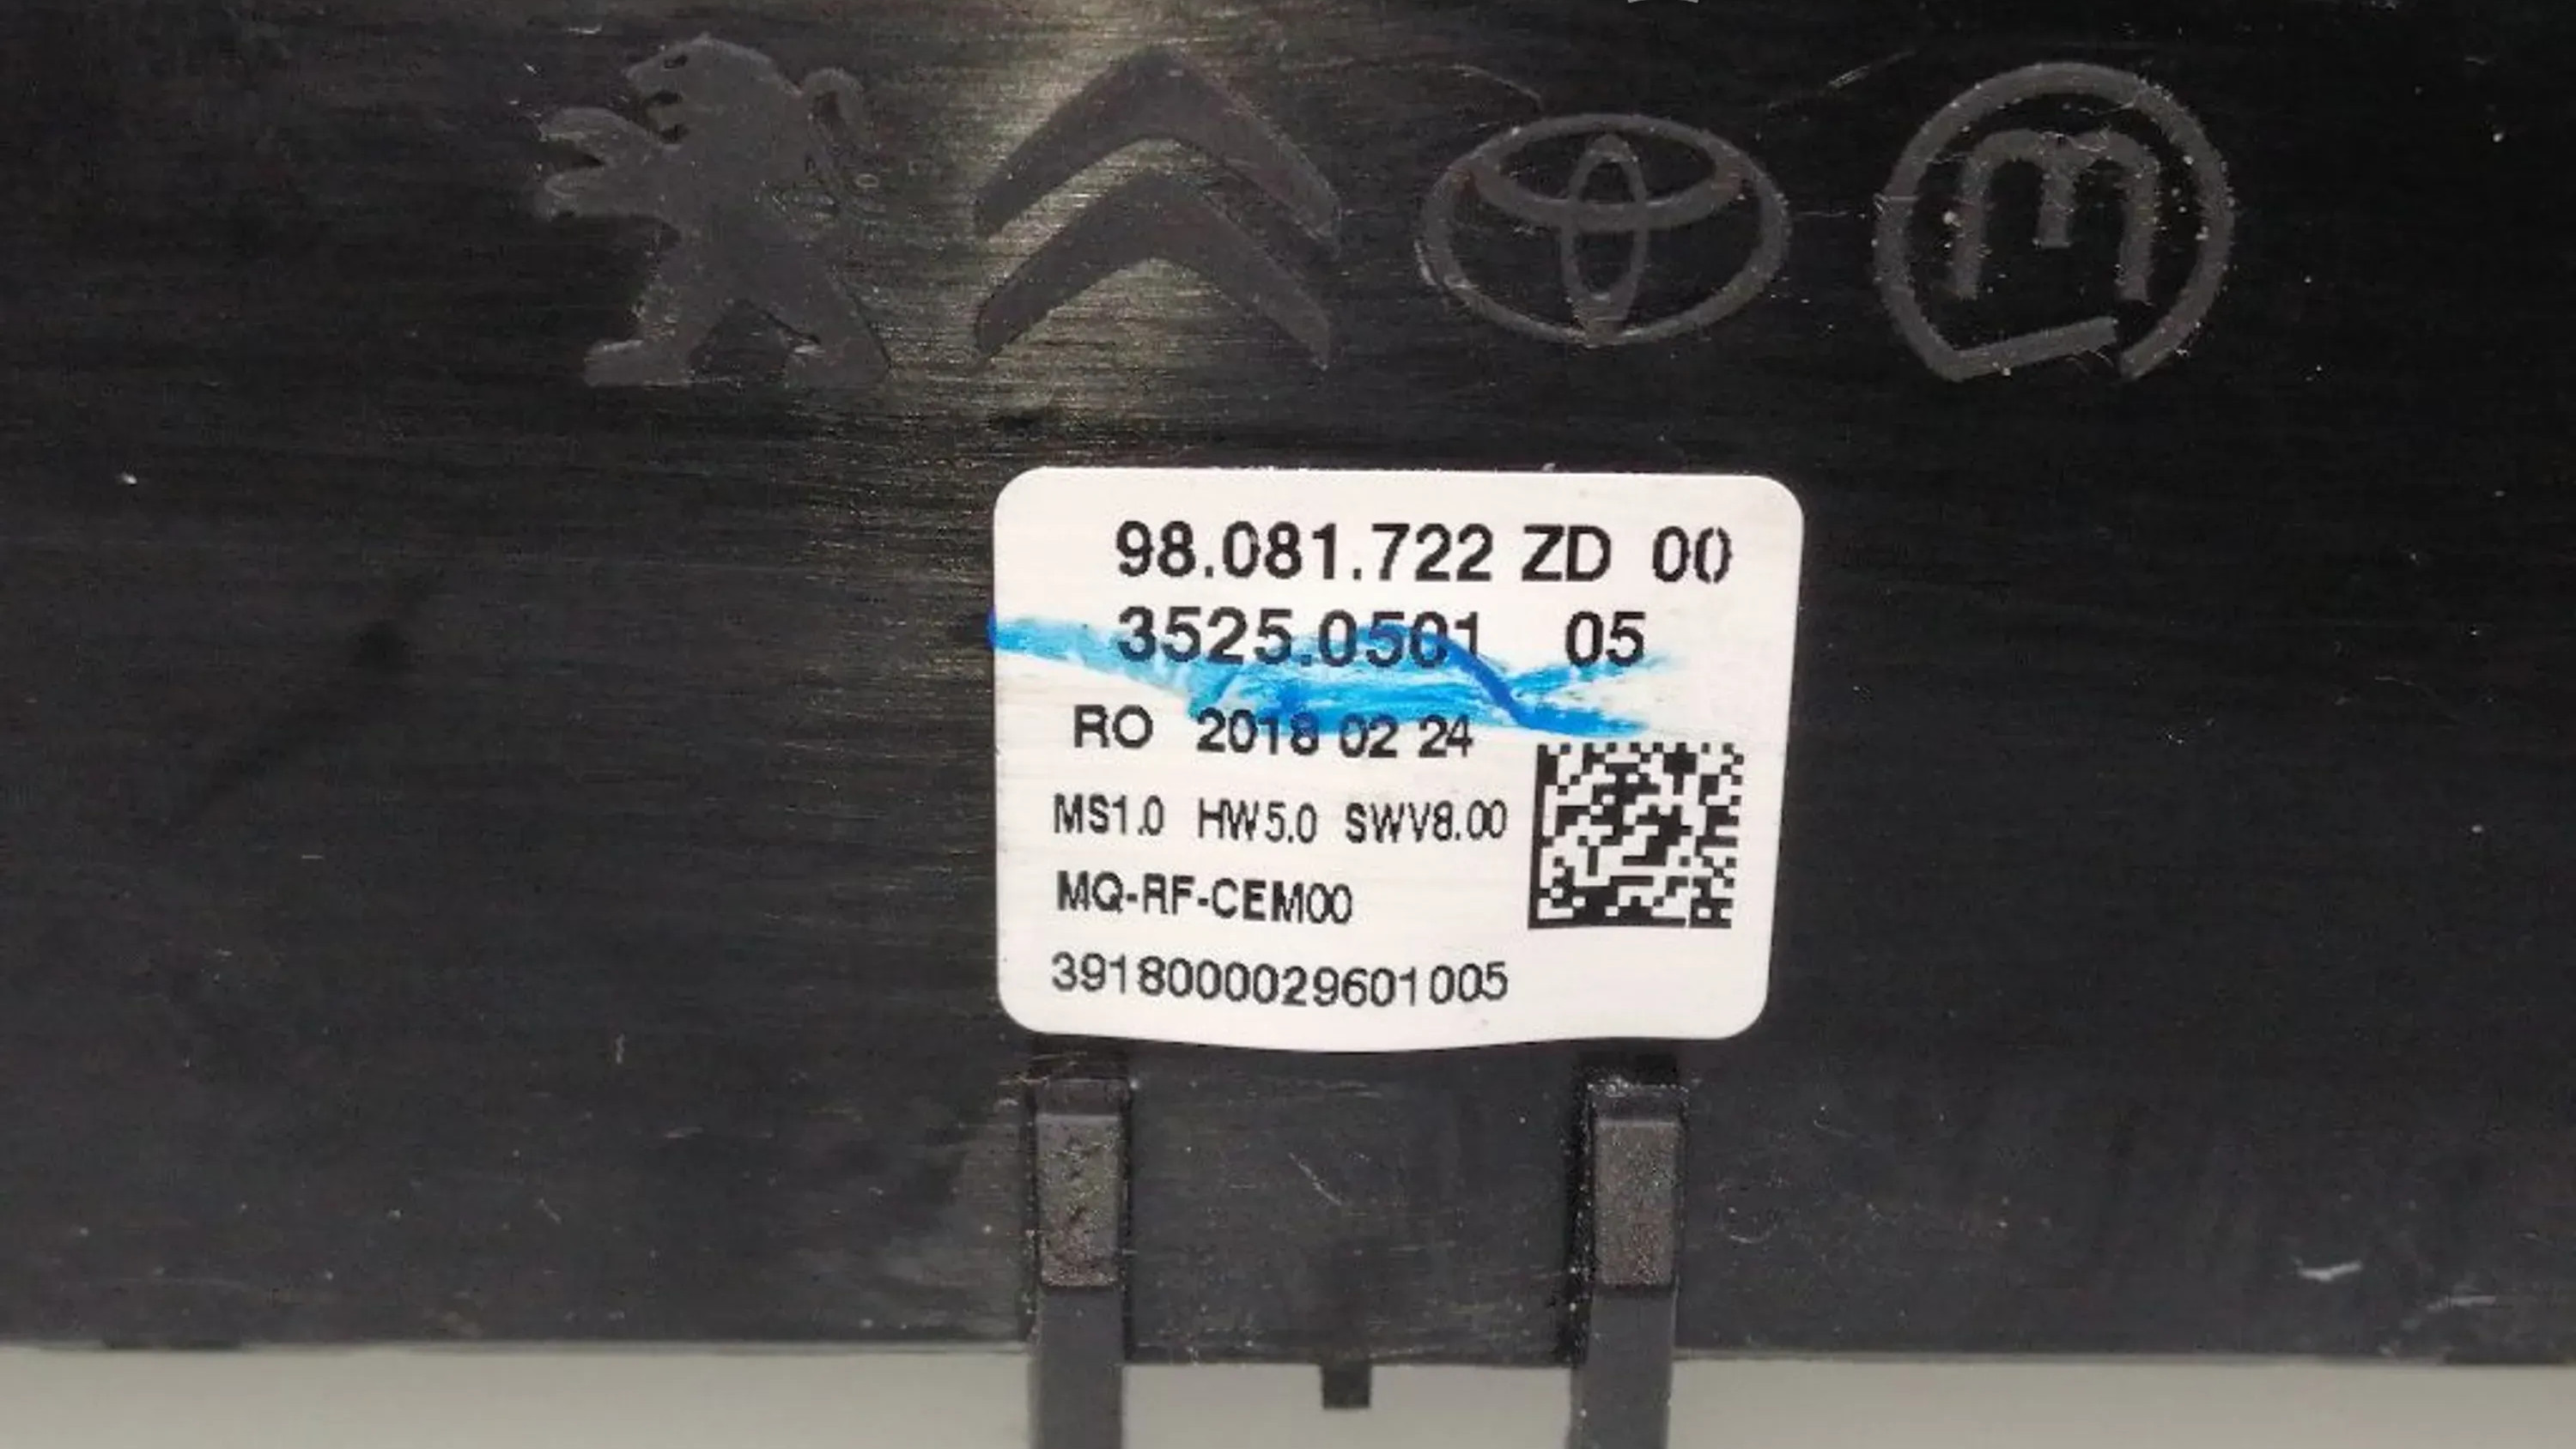 98.081.722 ZD 00
3525.0501 05
RO 2018 02 24
MS1.0 HW5.0 SWV8.00
MQ-RF-CEM00
3918000029601005